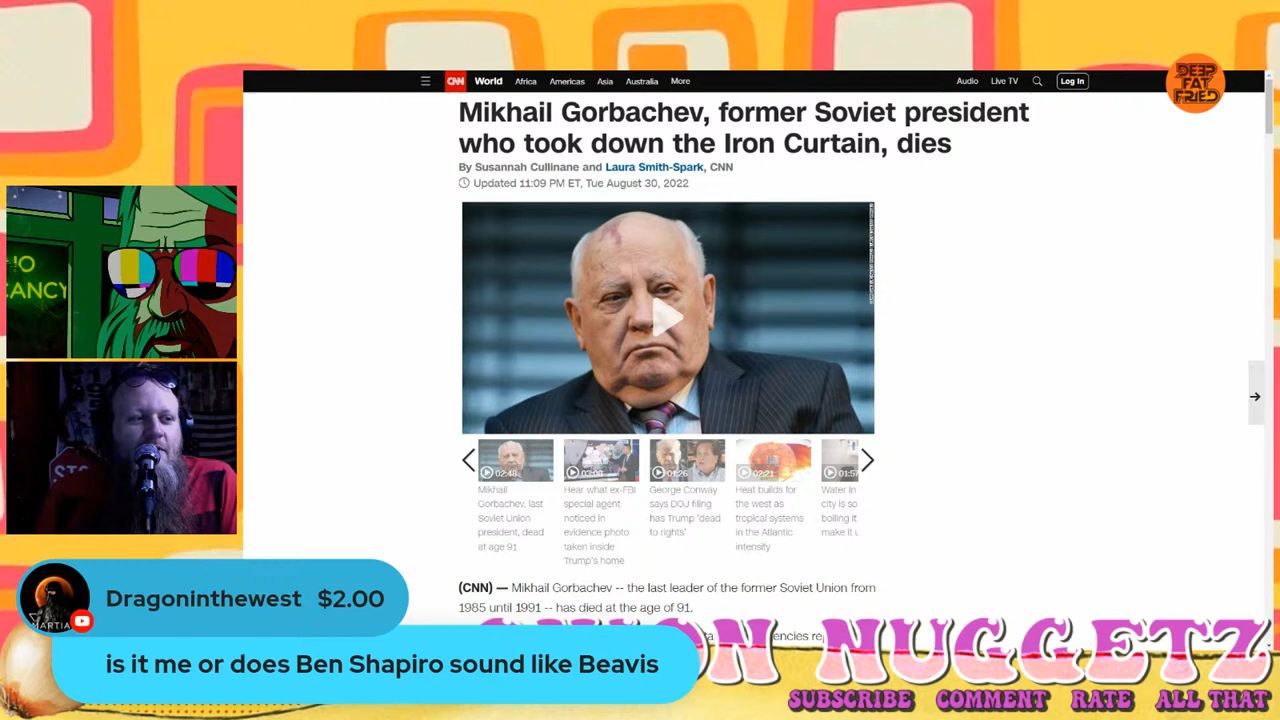 CNN World Africa Americas Asia Australia More Audio Live TV Log In
DEEP
FAT
FRIED
Mikhail Gorbachev, former Soviet president
who took down the Iron Curtain, dies
By Susannah Cullinane and Laura Smith-Spark, CNN
Updated 11:09 PM ET, Tue August 30, 2022
NO
VACANCY
02:48
01:26
02:21
01:57
Mikhail
Gorbachev, last
Soviet Union
president, dead
at age 91
Hear what ex-FBI
special agent
noticed in
evidence photo
taken inside
Trump's home
George Conway
says DOJ filing
has Trump 'dead
to rights'
Heat builds for
the west as
tropical systems
in the Atlantic
intensify
Water in
city is so
boiling it
make it
(CNN) — Mikhail Gorbachev -- the last leader of the former Soviet Union from
1985 until 1991 -- has died at the age of 91.
Dragoninthewest $2.00
is it me or does Ben Shapiro sound like Beavis
NUGGETZ
SUBSCRIBE COMMENT RATE ALL THAT